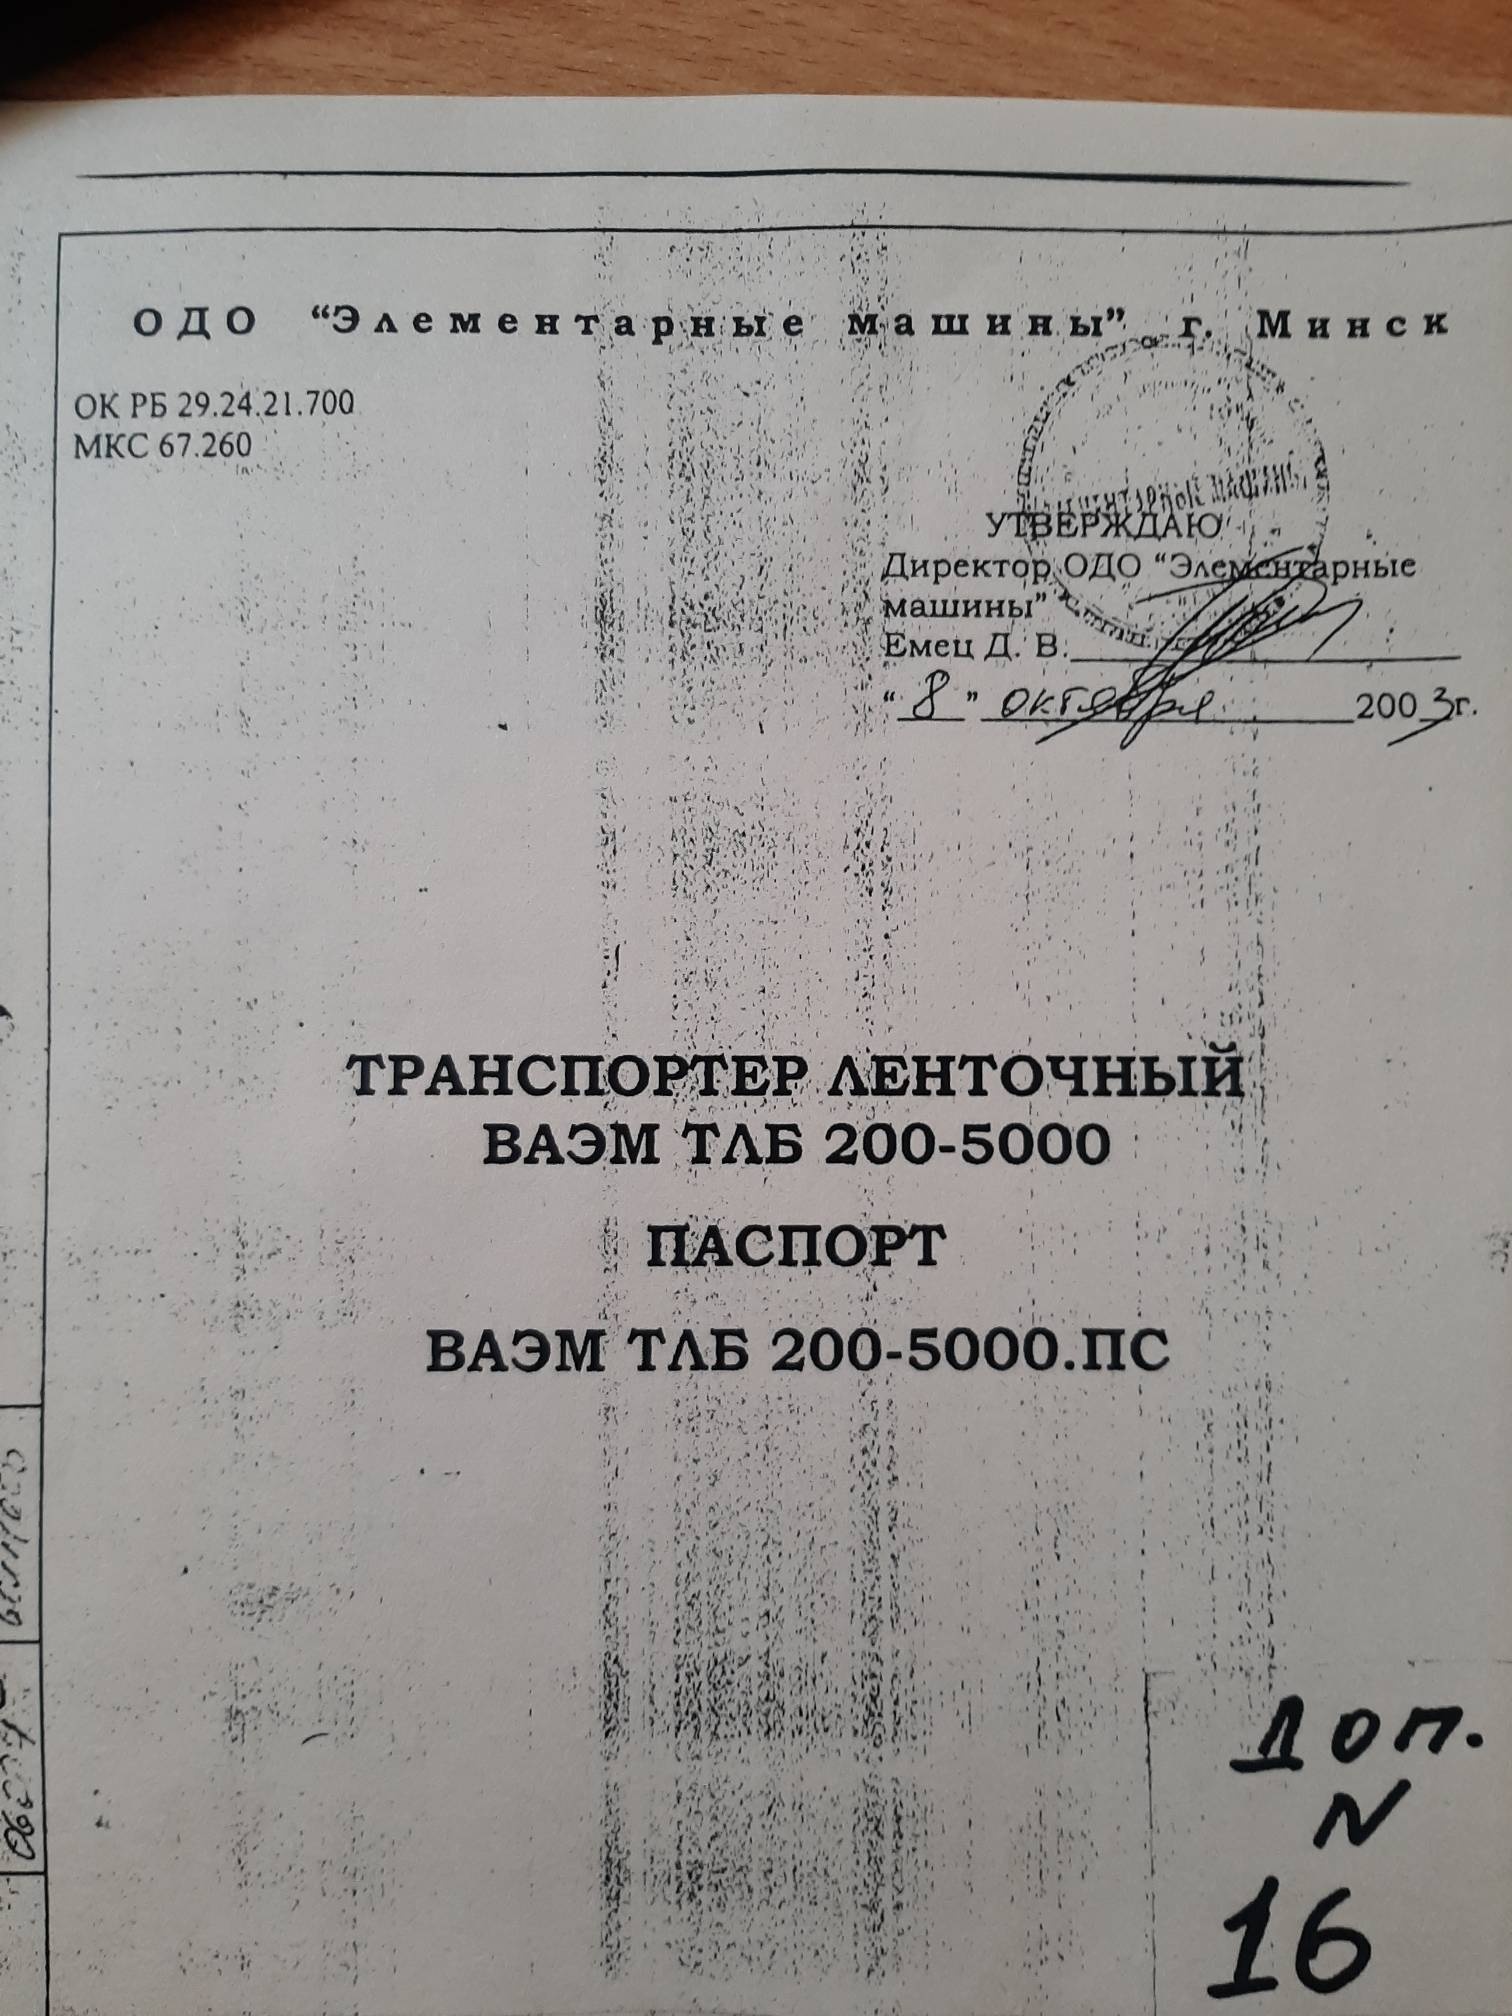 ОДО “Элементарные машины” г. Минск
ОК РБ 29.24.21.700
МКС 67.260
МАШИНЫ
УТВЕРЖДАЮ
Директор ОДО “Элементарные
машины”
Емец Д. В.
“8” октября 2003г.
ТРАНСПОРТЕР ЛЕНТОЧНЫЙ
ВАЭМ ТЛБ 200-5000
ПАСПОРТ
ВАЭМ ТЛБ 200-5000.ПС
Доп.
N
16